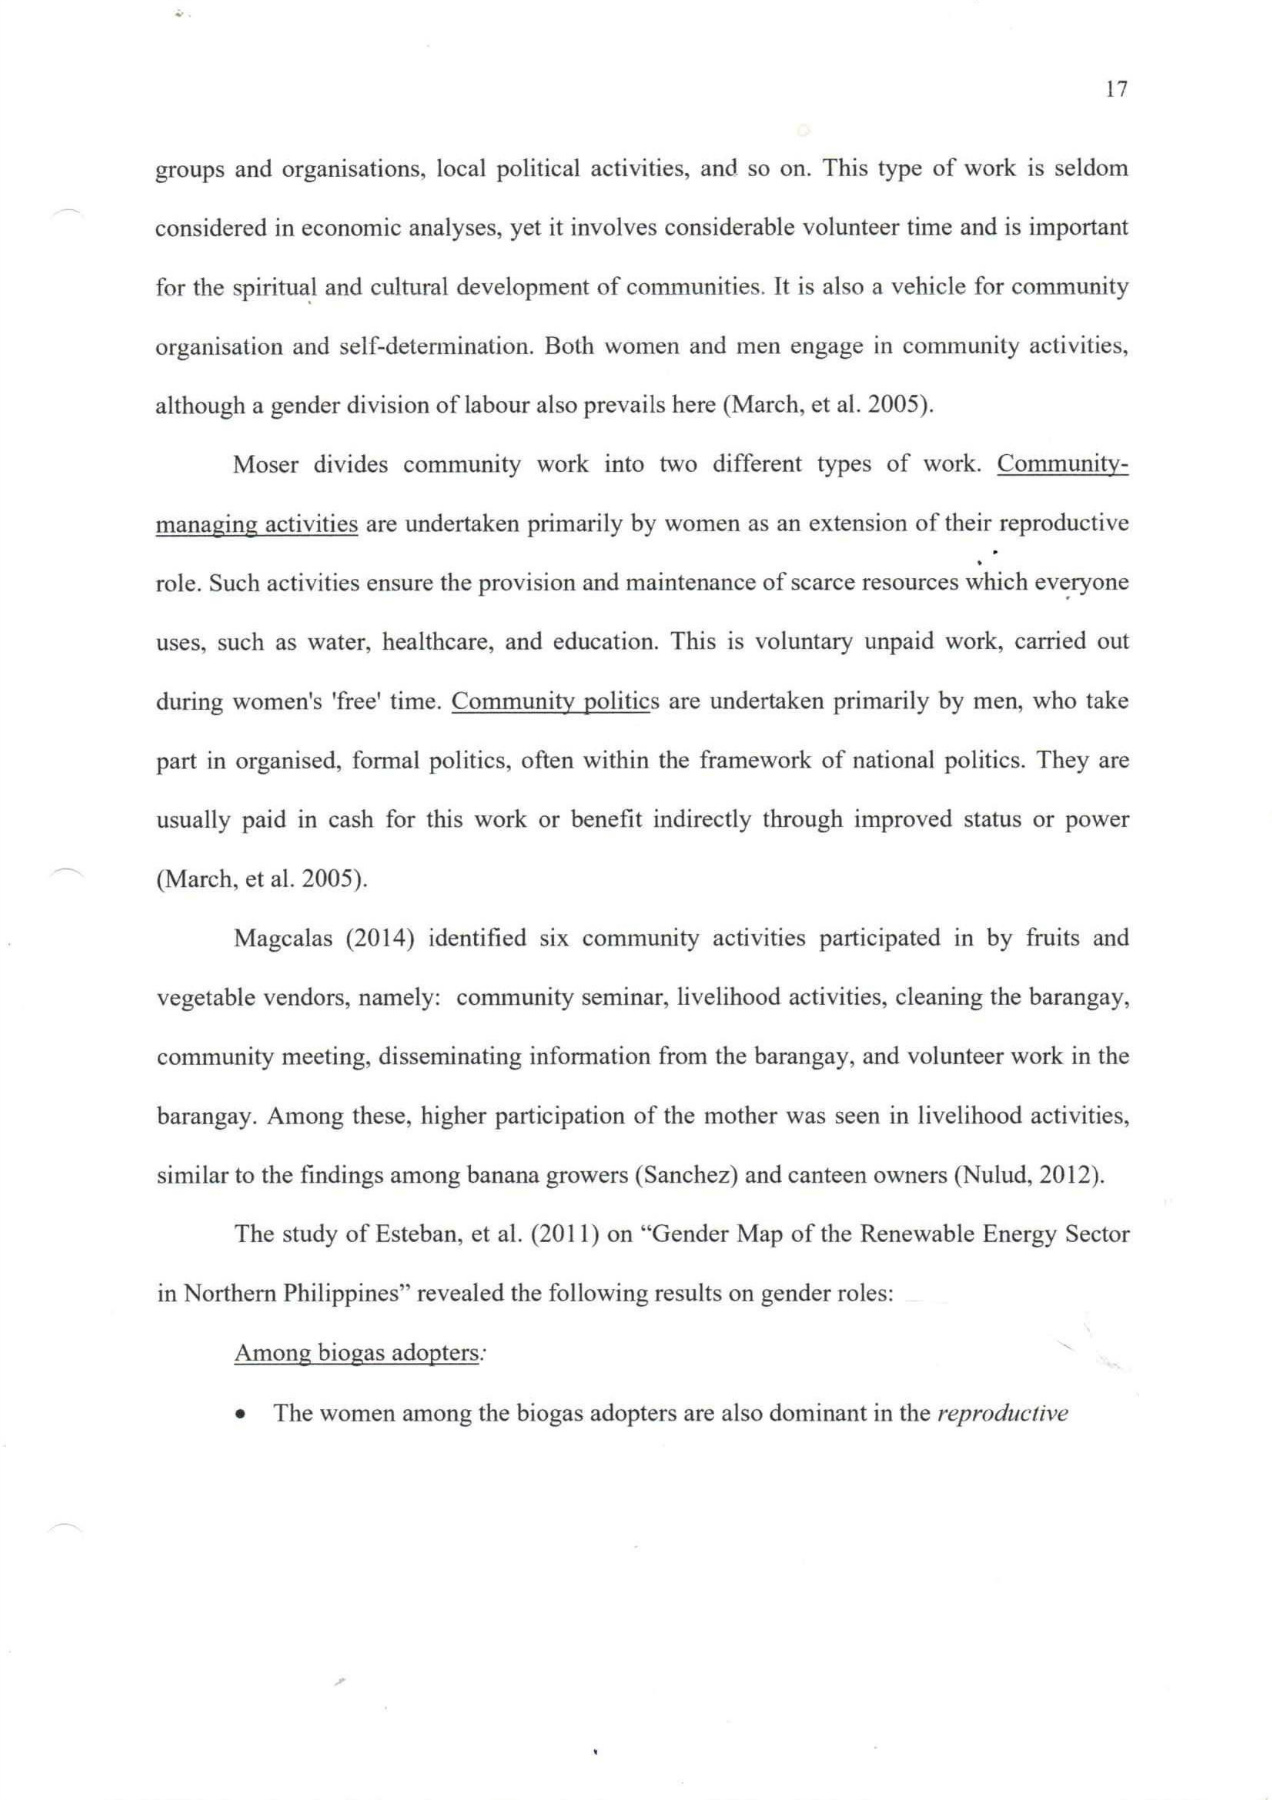 17
groups and organisations, local political activities, and so on. This type of work is seldom
considered in economic analyses, yet it involves considerable volunteer time and is important
for the spiritual and cultural development of communities. It is also a vehicle for community
organisation and self-determination. Both women and men engage in community activities,
although a gender division of labour also prevails here (March, et al. 2005).
Moser divides community work into two different types of work. Community-
managing activities are undertaken primarily by women as an extension of their reproductive
role. Such activities ensure the provision and maintenance of scarce resources which everyone
uses, such as water, healthcare, and education. This is voluntary unpaid work, carried out
during women's 'free' time. Community politics are undertaken primarily by men, who take
part in organised, formal politics, often within the framework of national politics. They are
usually paid in cash for this work or benefit indirectly through improved status or power
(March, et al. 2005).
Magcalas (2014) identified six community activities participated in by fruits and
vegetable vendors, namely: community seminar, livelihood activities, cleaning the barangay,
community meeting, disseminating information from the barangay, and volunteer work in the
barangay. Among these, higher participation of the mother was seen in livelihood activities,
similar to the findings among banana growers (Sanchez) and canteen owners (Nulud, 2012).
The study of Esteban, et al. (2011) on “Gender Map of the Renewable Energy Sector
in Northern Philippines” revealed the following results on gender roles:
Among biogas adopters:
• The women among the biogas adopters are also dominant in the reproductive